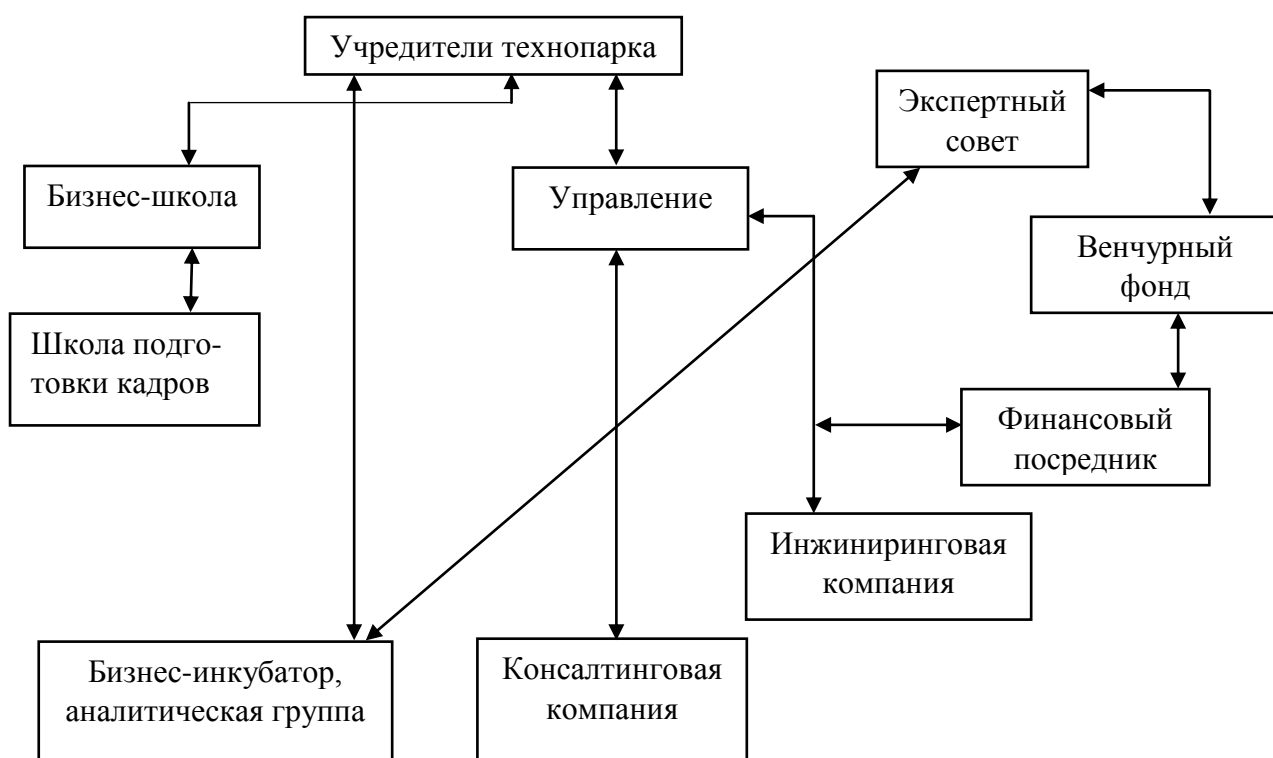 Учредители технопарка
Экспертный
совет
Бизнес-школа
Управление
Венчурный
фонд
Школа подго-
товки кадров
Финансовый
посредник
Инжиниринговая
компания
Бизнес-инкубатор,
аналитическая группа
Консалтинговая
компания